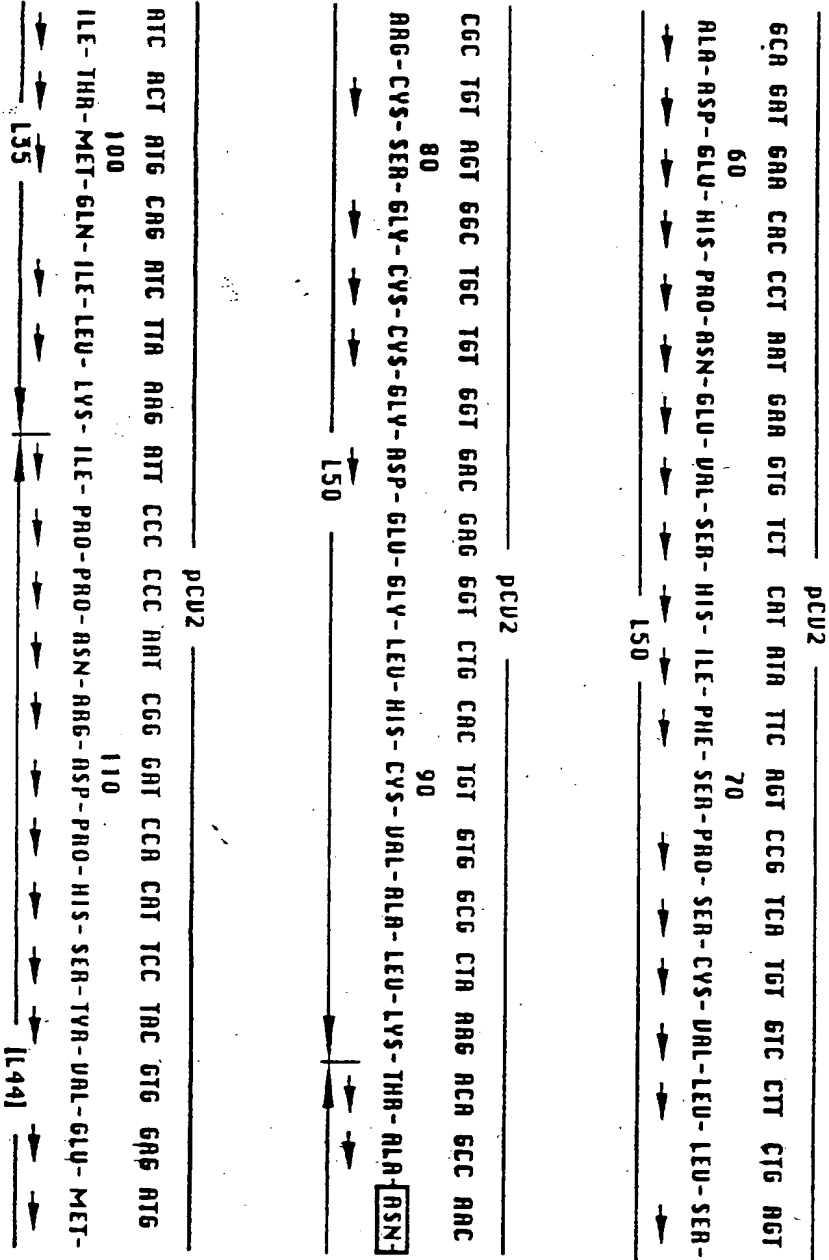 pCV2
GCA GAT GAA CAC CCT AAT GAA GTG TCT CAT ATA TTC AGT CCG TCA TGT GTC CTT CTG AGT
60 70
ALA-ASP-GLU-HIS-PRO-ASN-GLU-VAL-SER-HIS-ILE-PHE-SER-PRO-SER-CYS-VAL-LEU-LEU-SER-
L50
pCV2
CGC TGT AGT GGC TGC TGT GGT GAC GAG GGT CTG CAC TGT GTG GCG CTA AAG ACA GCC AAC
80 90
ARG-CYS-SER-GLY-CYS-CYS-GLY-ASP-GLU-GLY-LEU-HIS-CYS-VAL-ALA-LEU-LYS-THR-ALA-ASN-
L50
pCV2
ATC ACT ATG CAG ATC TTA AAG ATT CCC CCC AAT CGG GAT CCA CAT TCC TAC GTG GAG ATG
100 110
ILE-THR-MET-GLN-ILE-LEU-LYS-ILE-PRO-PRO-ASN-ARG-ASP-PRO-HIS-SER-TYR-VAL-GLU-MET-
L35 [L44]